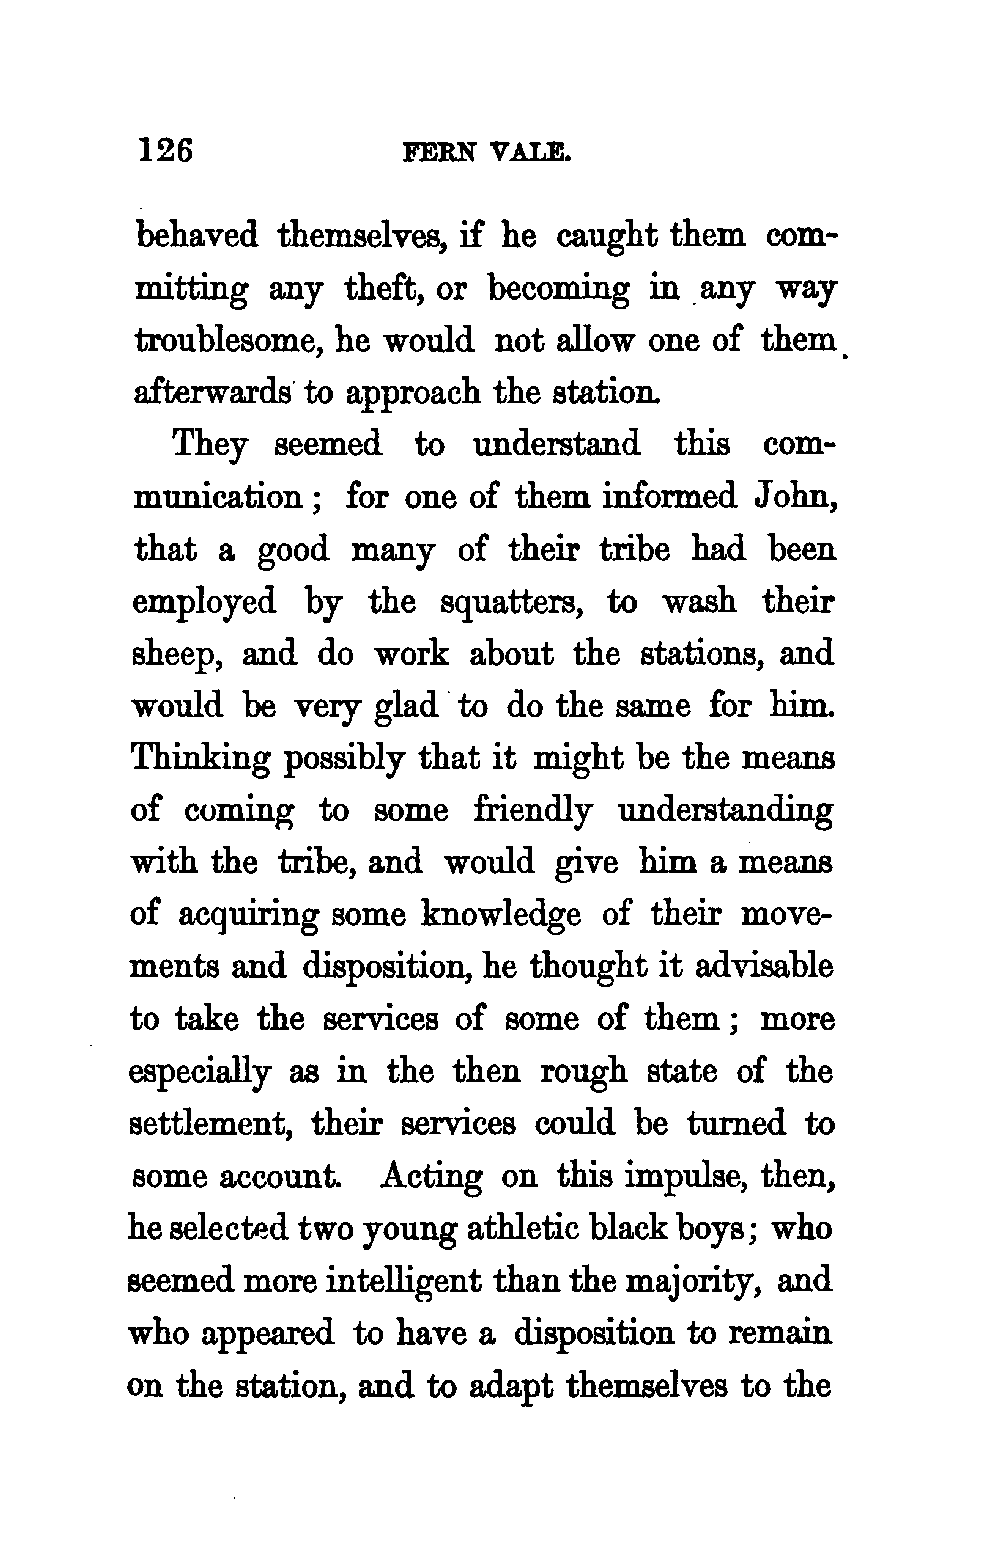 126 FERN VALE.
behaved themselves, if he caught them com-
mitting any theft, or becoming in any way
troublesome, he would not allow one of them
afterwards to approach the station.
They seemed to understand this com-
munication; for one of them informed John,
that a good many of their tribe had been
employed by the squatters, to wash their
sheep, and do work about the stations, and
would be very glad to do the same for him.
Thinking possibly that it might be the means
of coming to some friendly understanding
with the tribe, and would give him a means
of acquiring some knowledge of their move-
ments and disposition, he thought it advisable
to take the services of some of them; more
especially as in the then rough state of the
settlement, their services could be turned to
some account. Acting on this impulse, then,
he selected two young athletic black boys; who
seemed more intelligent than the majority, and
who appeared to have a disposition to remain
on the station, and to adapt themselves to the